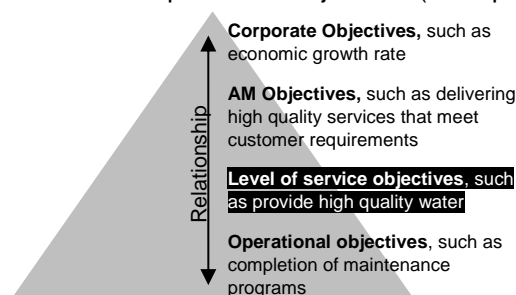 Corporate Objectives, such as
economic growth rate
AM Objectives, such as delivering
high quality services that meet
customer requirements
Level of service objectives, such
as provide high quality water
Operational objectives, such as
completion of maintenance
programs
Relationship